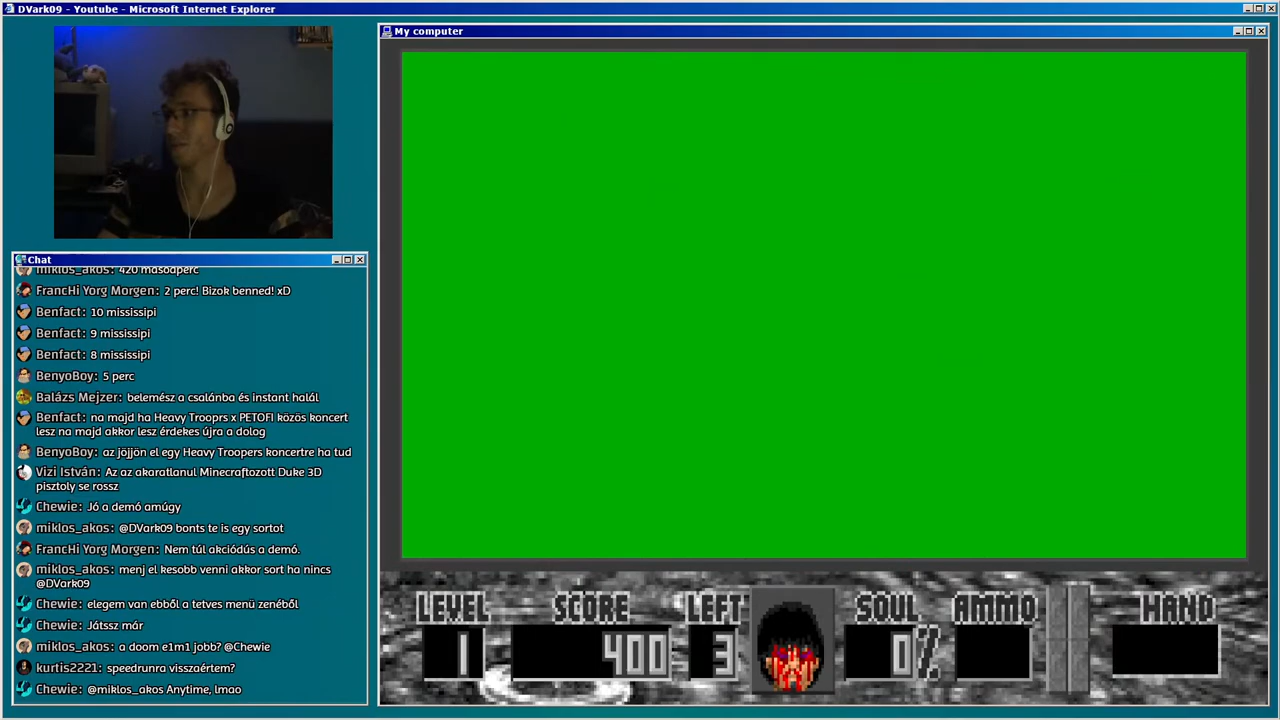 DVark09 - Youtube - Microsoft Internet Explorer
My computer
Chat
miklos_akos: 420 másodperc
FrancHi Yorg Morgen: 2 perc! Bizok benned! xD
Benfact: 10 mississipi
Benfact: 9 mississipi
Benfact: 8 mississipi
BenyoBoy: 5 perc
Balázs Mejzer: belemész a csalánba és instant halál
Benfact: na majd ha Heavy Trooprs x PETOFI közös koncert
lesz na majd akkor lesz érdekes újra a dolog
BenyoBoy: az jöjjön el egy Heavy Troopers koncertre ha tud
Vizi István: Az az akaratlanul Minecraftozott Duke 3D
pisztoly se rossz
Chewie: Jó a demó amúgy
miklos_akos: @DVark09 bonts te is egy sortot
FrancHi Yorg Morgen: Nem túl akciódús a demó.
miklos_akos: menj el kesobb venni akkor sort ha nincs
@DVark09
Chewie: elegem van ebből a tetves menü zenéből
Chewie: Játssz már
miklos_akos: a doom e1m1 jobb? @Chewie
kurtis2221: speedrunra visszaértem?
Chewie: @miklos_akos Anytime, lmao
LEVEL SCORE LEFT SOUL AMMO HAND
1 400 3 0%